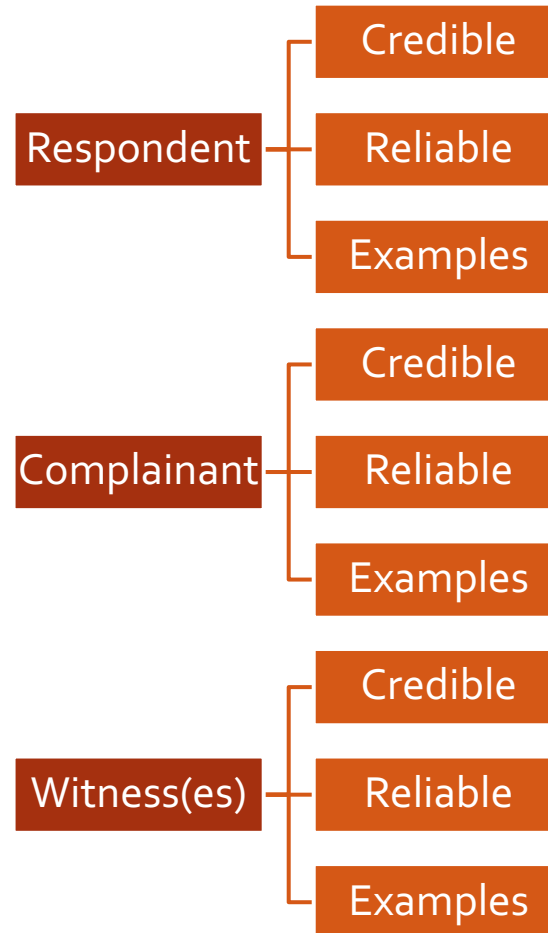 Respondent
Credible
Reliable
Examples
Complainant
Credible
Reliable
Examples
Witness(es)
Credible
Reliable
Examples